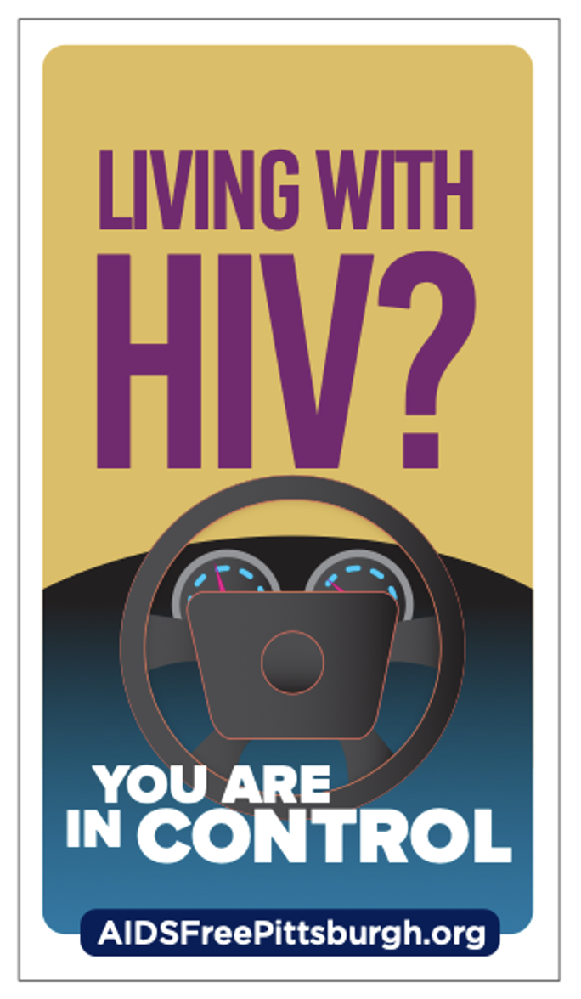 LIVING WITH
HIV?
YOU ARE
IN CONTROL
AIDSFreePittsburgh.org